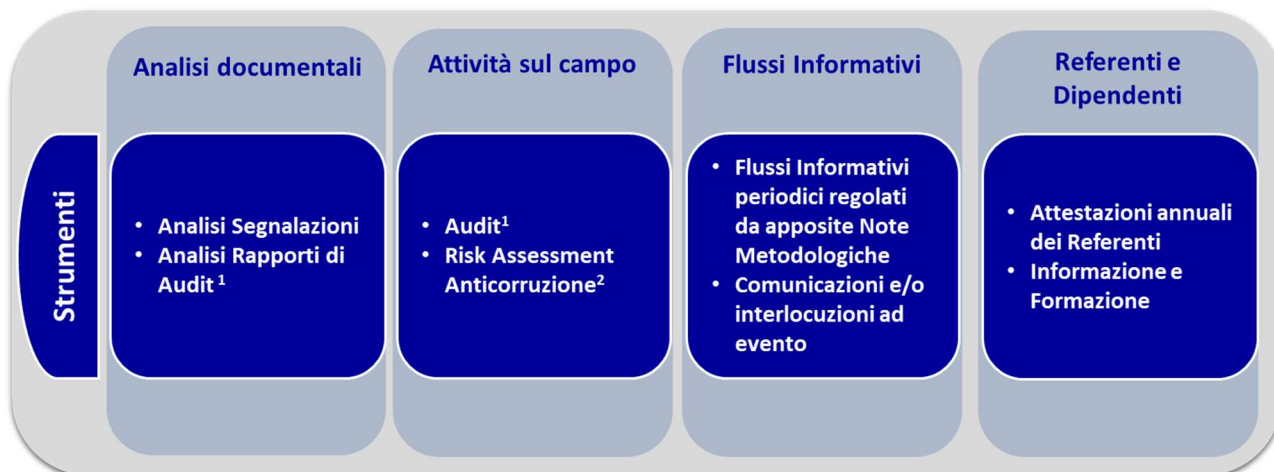 Analisi documentali
Attività sul campo
Flussi Informativi
Referenti e
Dipendenti
Strumenti
• Analisi Segnalazioni
• Analisi Rapporti di
Audit ¹
• Audit¹
• Risk Assessment
Anticorruzione²
• Flussi Informativi
periodici regolati
da apposite Note
Metodologiche
• Comunicazioni e/o
interlocuzioni ad
evento
• Attestazioni annuali
dei Referenti
• Informazione e
Formazione